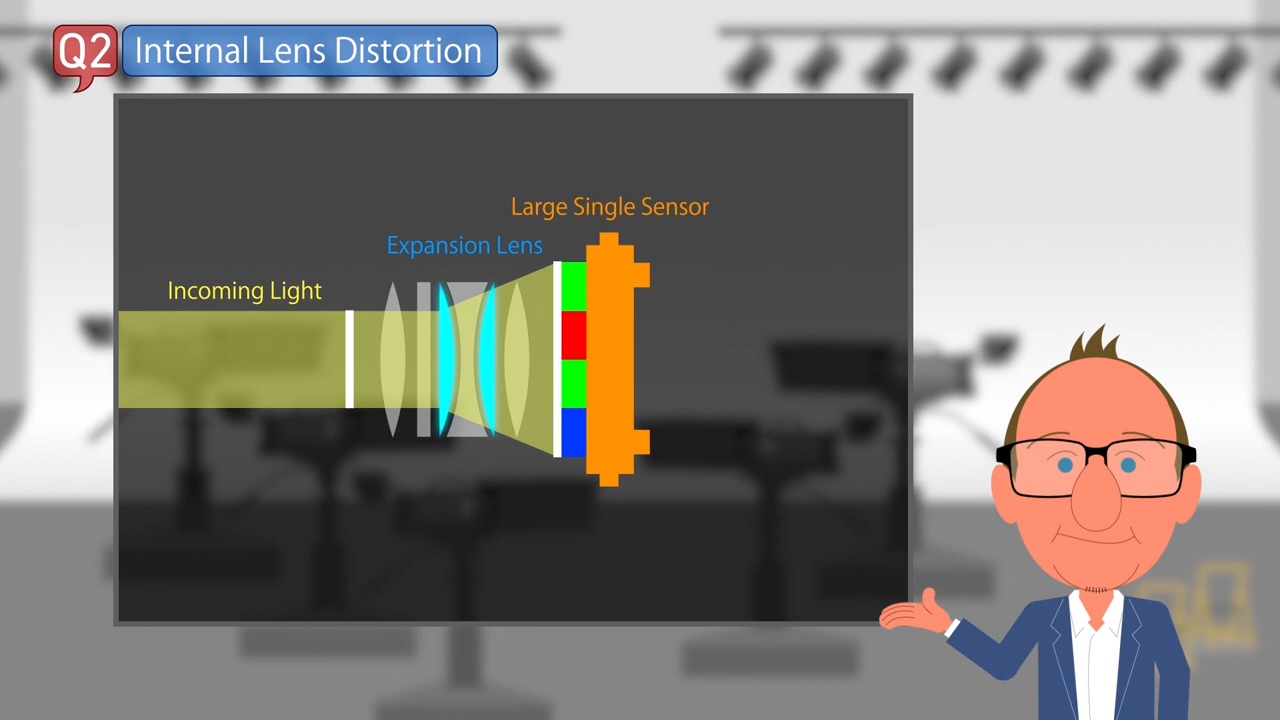 Q2 Internal Lens Distortion
Large Single Sensor
Expansion Lens
Incoming Light